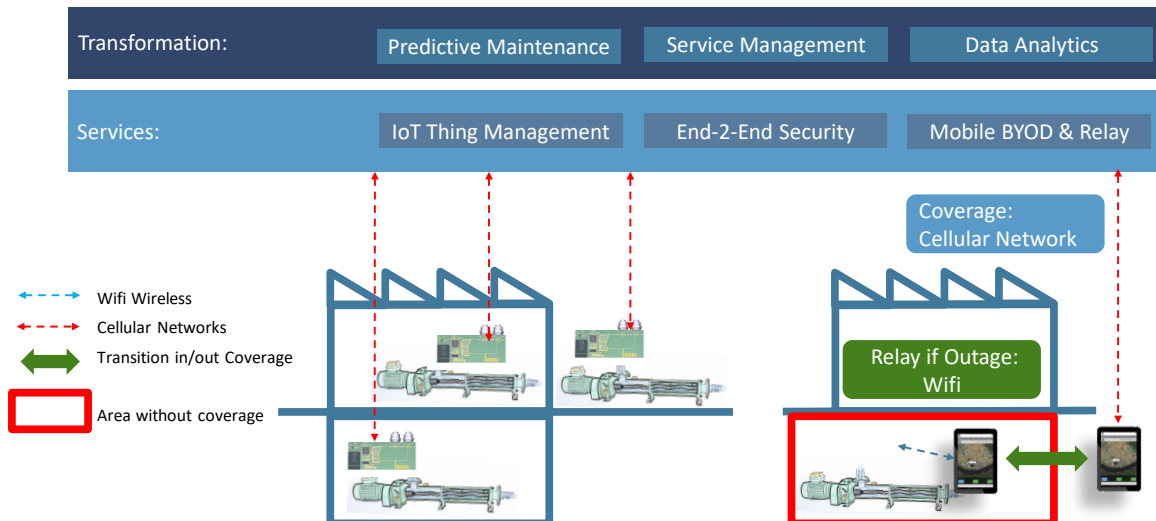 Transformation:
Predictive Maintenance
Service Management
Data Analytics
Services:
IoT Thing Management
End-2-End Security
Mobile BYOD & Relay
Coverage:
Cellular Network
Wifi Wireless
Cellular Networks
Transition in/out Coverage
Area without coverage
Relay if Outage:
Wifi